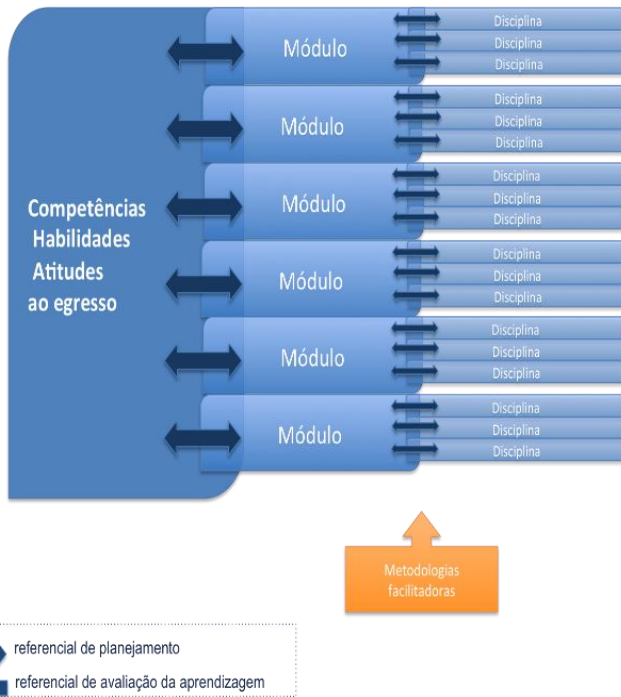 Competências
Habilidades
Atitudes
ao egresso
Módulo
Disciplina
Disciplina
Disciplina
Módulo
Disciplina
Disciplina
Disciplina
Módulo
Disciplina
Disciplina
Disciplina
Módulo
Disciplina
Disciplina
Disciplina
Módulo
Disciplina
Disciplina
Disciplina
Módulo
Disciplina
Disciplina
Disciplina
Metodologias
facilitadoras
referencial de planejamento
referencial de avaliação da aprendizagem